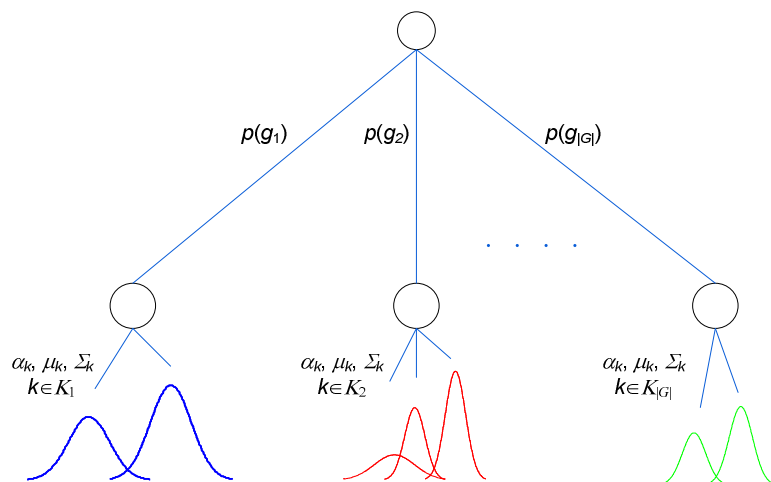 p(g₁) p(g₂) p(g|G|)
. . . .
αₖ, μₖ, Σₖ αₖ, μₖ, Σₖ αₖ, μₖ, Σₖ
k∈K₁ k∈K₂ k∈K|G|